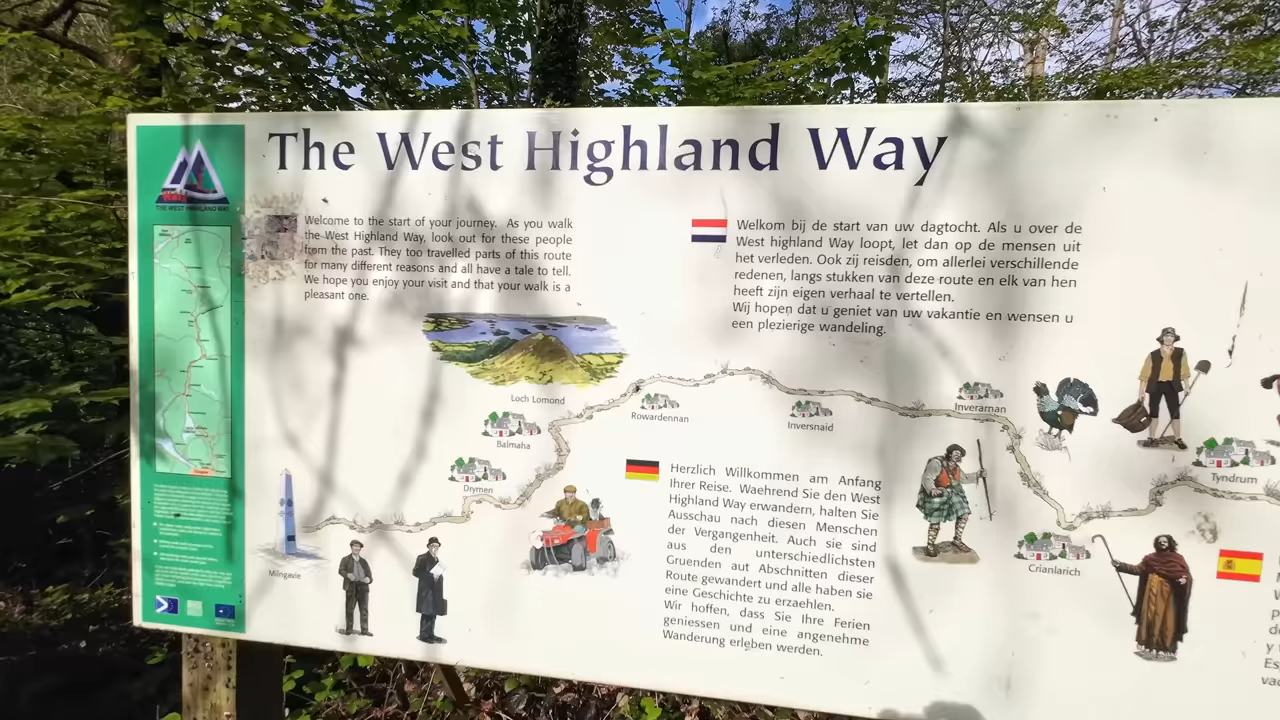 The West Highland Way
THE WEST HIGHLAND WAY
Welcome to the start of your journey. As you walk
the West Highland Way, look out for these people
from the past. They too travelled parts of this route
for many different reasons and all have a tale to tell.
We hope you enjoy your visit and that your walk is a
pleasant one.
Welkom bij de start van uw dagtocht. Als u over de
West highland Way loopt, let dan op de mensen uit
het verleden. Ook zij reisden, om allerlei verschillende
redenen, langs stukken van deze route en elk van hen
heeft zijn eigen verhaal te vertellen.
Wij hopen dat u geniet van uw vakantie en wensen u
een plezierige wandeling.
Loch Lomond
Balmaha
Drymen
Milngavie
Rowardennan
Inversnaid
Inverarnan
Crianlarich
Tyndrum
Herzlich Willkommen am Anfang
Ihrer Reise. Waehrend Sie den West
Highland Way erwandern, halten Sie
Ausschau nach diesen Menschen
der Vergangenheit. Auch sie sind
aus den unterschiedlichsten
Gruenden aut Abschnitten dieser
Route gewandert und alle haben sie
eine Geschichte zu erzaehlen.
Wir hoffen, dass Sie Ihre Ferien
geniessen und eine angenehme
Wanderung erleben werden.